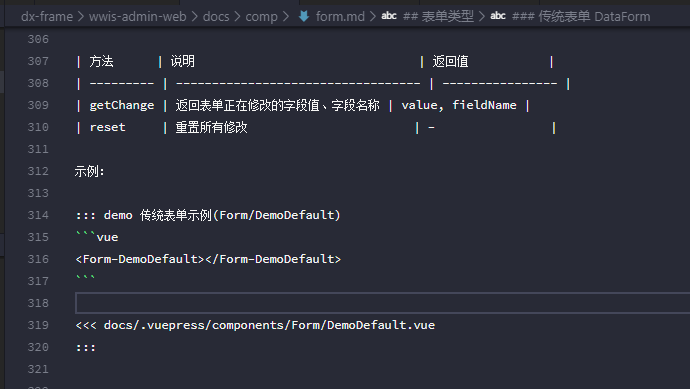 dx-frame > wwis-admin-web > docs > comp > form.md > abc ## 表单类型 > abc ### 传统表单 DataForm
306
307 | 方法 | 说明 | 返回值 |
308 | --------- | ---------------------------------- | ---------------- |
309 | getChange | 返回表单正在修改的字段值、字段名称 | value, fieldName |
310 | reset | 重置所有修改 | - |
311
312 示例:
313
314 ::: demo 传统表单示例(Form/DemoDefault)
315 ```vue
316 <Form-DemoDefault></Form-DemoDefault>
317 ```
318
319 <<< docs/.vuepress/components/Form/DemoDefault.vue
320 :::
321